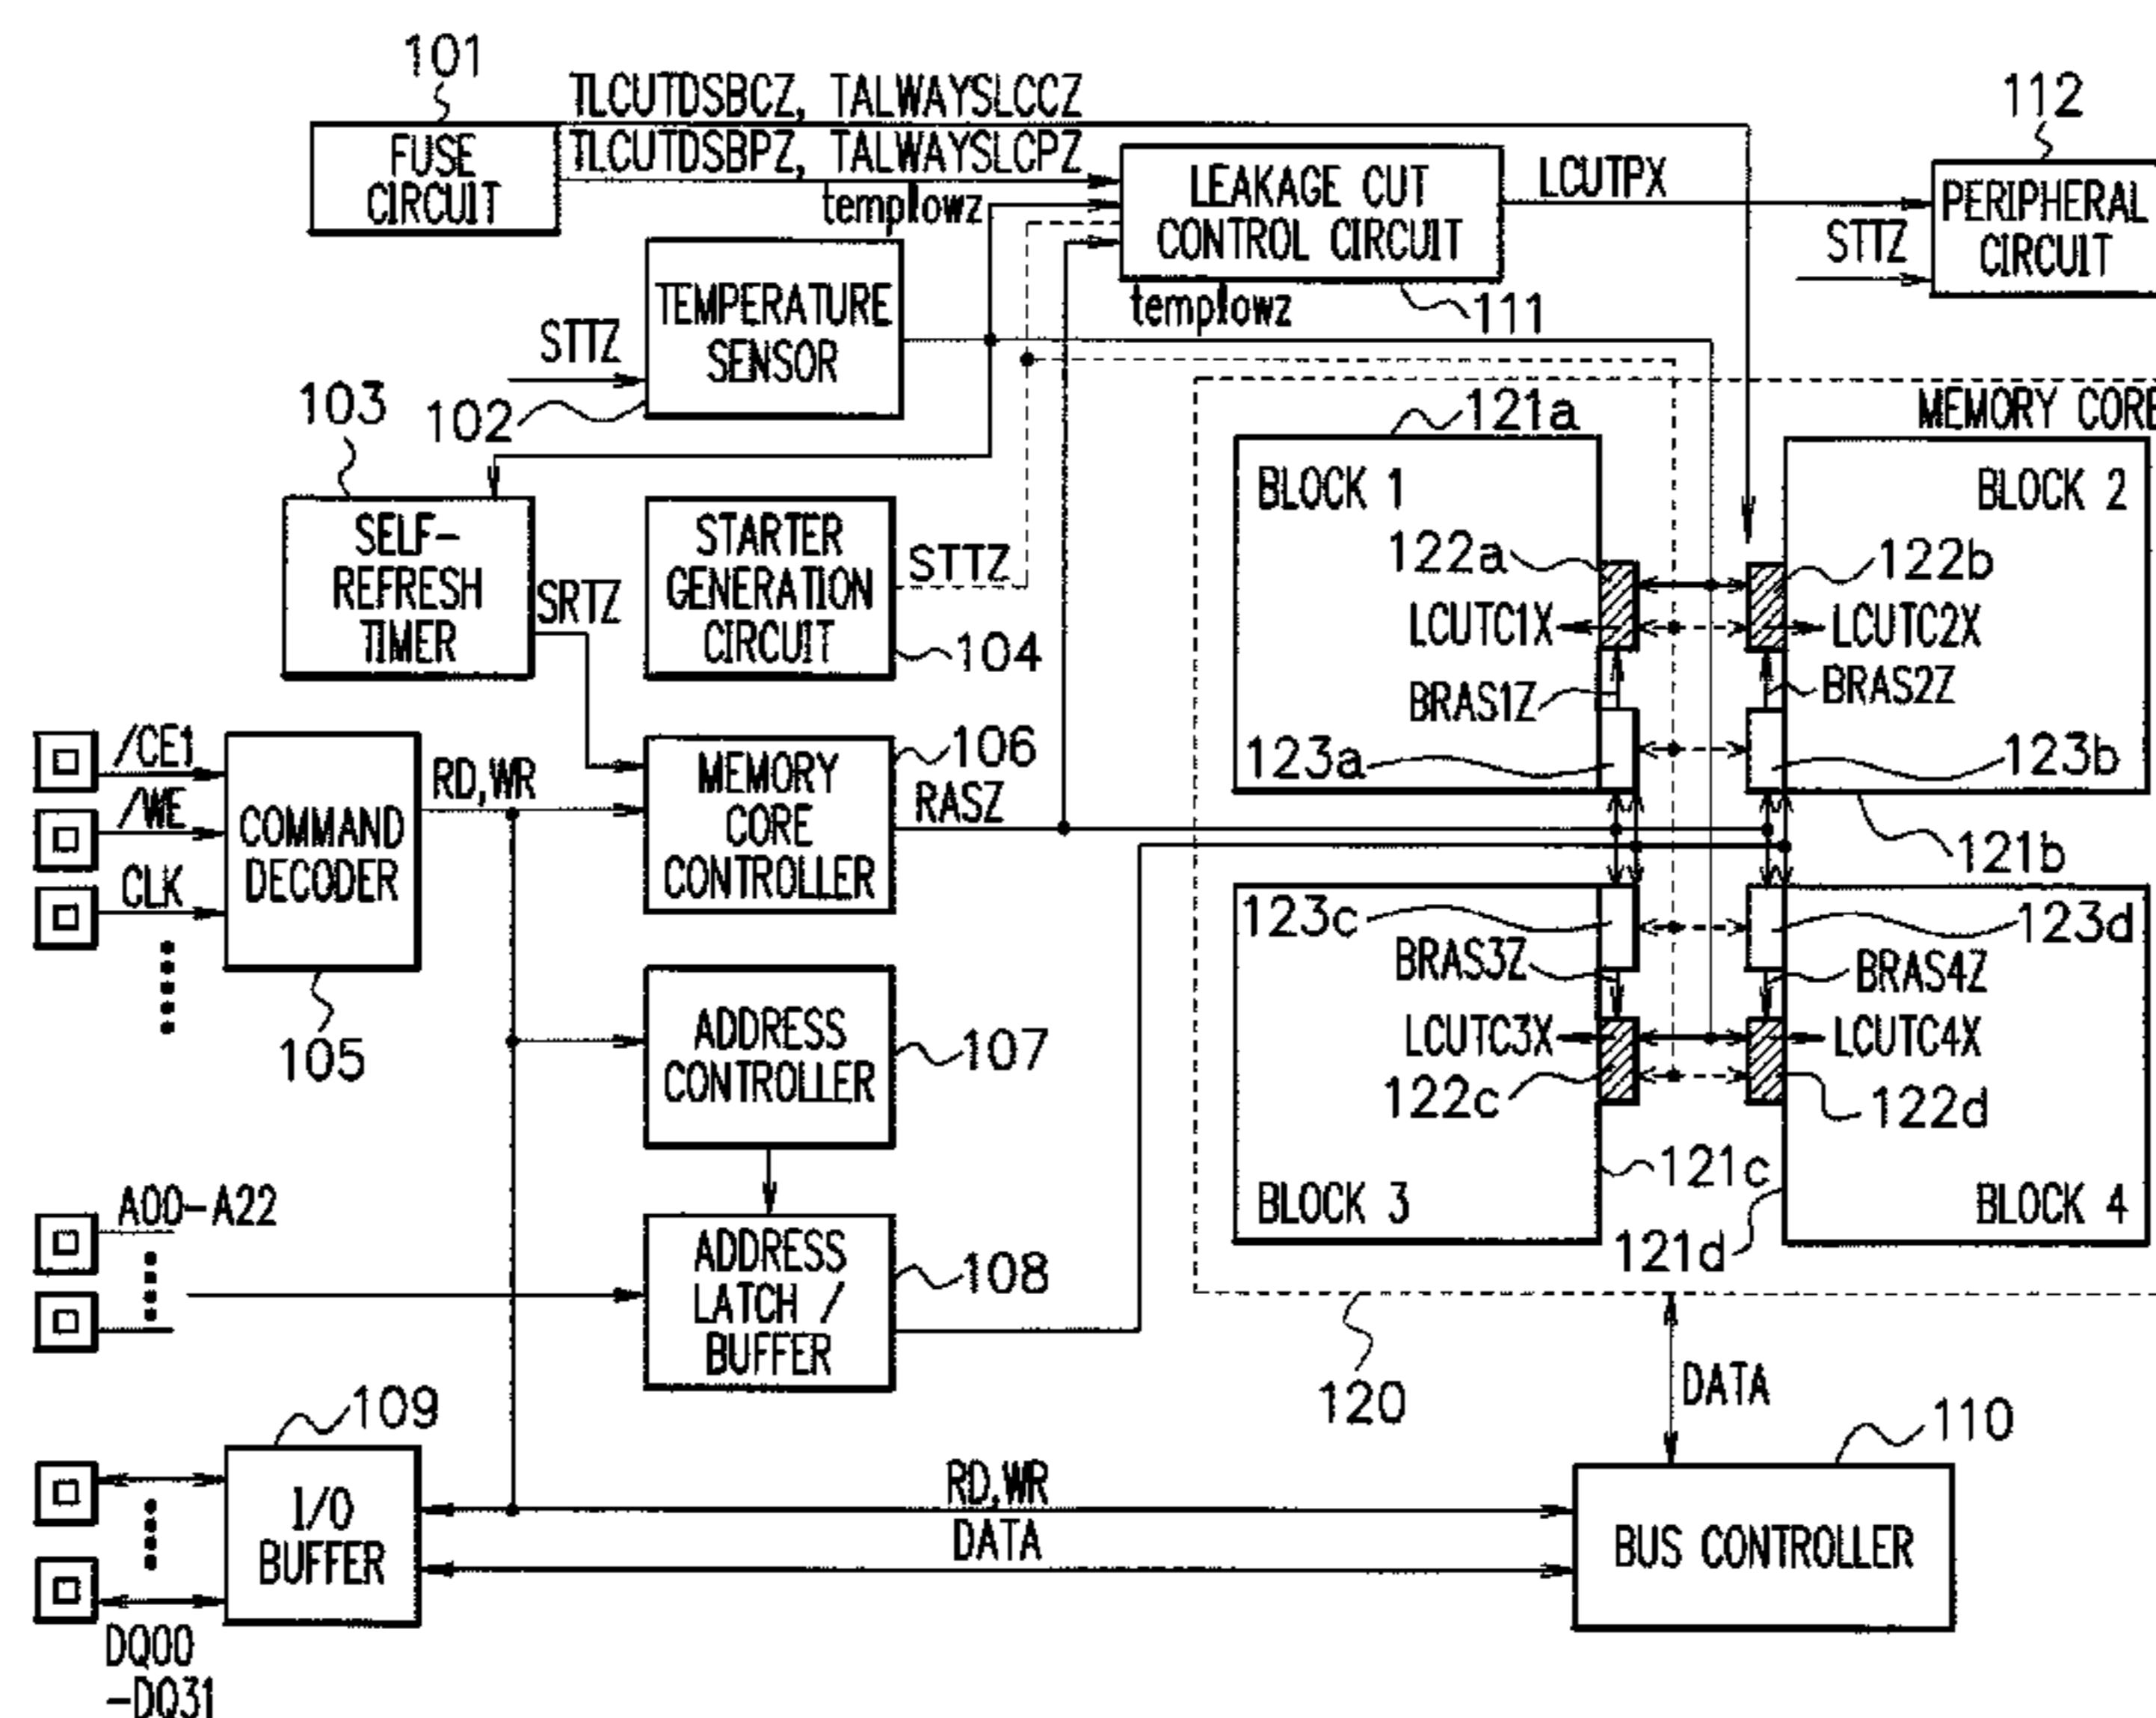 101
TLCUTDSBCZ, TALWAYSLCCZ
TLCUTDSBPZ, TALWAYSLCPZ
FUSE
CIRCUIT
templowz
LEAKAGE CUT
CONTROL CIRCUIT
LCUTPX
112
PERIPHERAL
CIRCUIT
STTZ
templowz
111
TEMPERATURE
SENSOR
STTZ
102
103
SELF-
REFRESH
TIMER
SRTZ
STARTER
GENERATION
CIRCUIT
STTZ
104
MEMORY CORE
121a
BLOCK 1
BLOCK 2
122a
122b
LCUTC1X
LCUTC2X
BRAS1Z
BRAS2Z
123a
123b
121b
/CE1
/WE
CLK
COMMAND
DECODER
105
RD,WR
MEMORY
CORE
CONTROLLER
106
RASZ
123c
123d
BRAS3Z
BRAS4Z
LCUTC3X
LCUTC4X
122c
122d
121c
BLOCK 3
BLOCK 4
121d
ADDRESS
CONTROLLER
107
A00-A22
ADDRESS
LATCH /
BUFFER
108
120
DATA
110
109
I/O
BUFFER
RD,WR
DATA
BUS CONTROLLER
DQ00
-DQ31